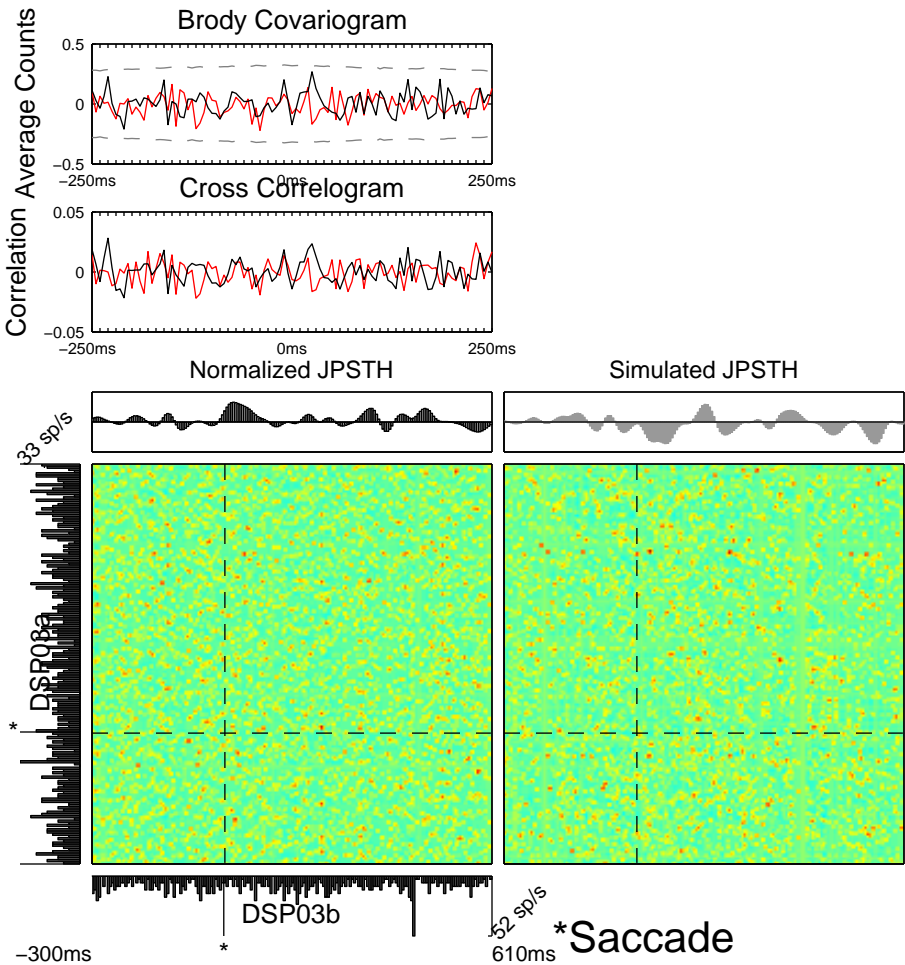 Brody Covariogram
Average Counts
0.5
0
−0.5
−250ms
0ms
250ms
Cross Correlogram
Correlation
0.05
0
−0.05
−250ms
0ms
250ms
Normalized JPSTH
Simulated JPSTH
33 sp/s
DSP03a
*
DSP03b
*
52 sp/s
−300ms
610ms
*Saccade